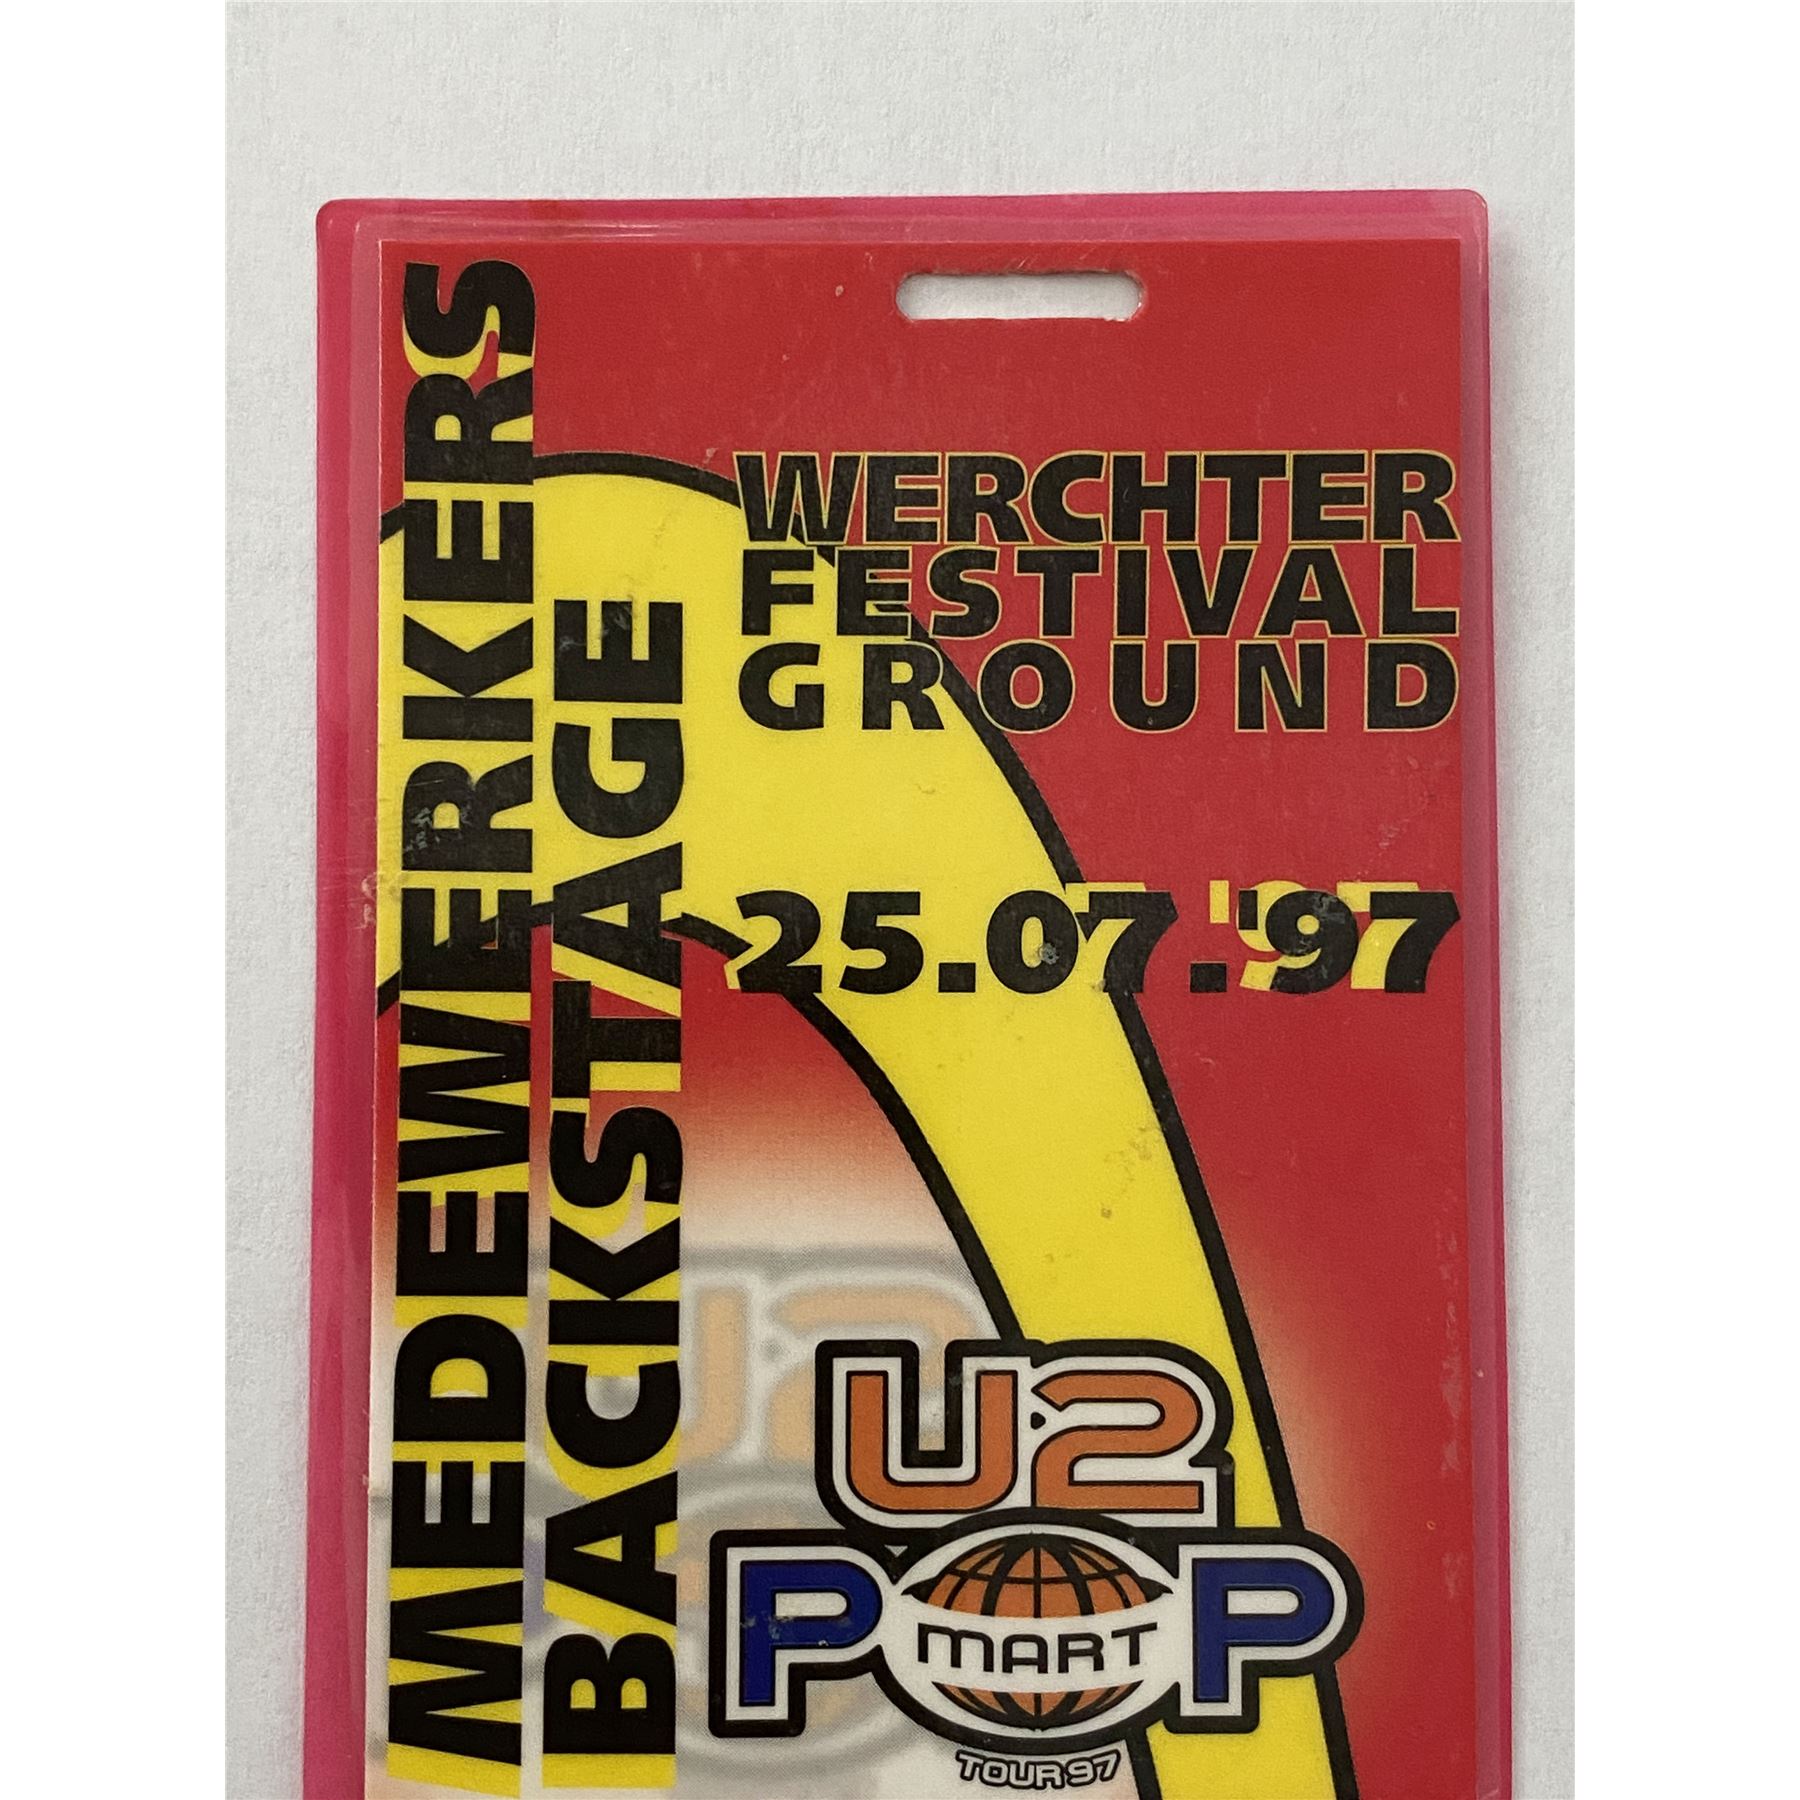 MEDEWERKERS
BACKSTAGE
WERCHTER
FESTIVAL
GROUND
25.07.'97
U2
POP
MART
TOUR 97